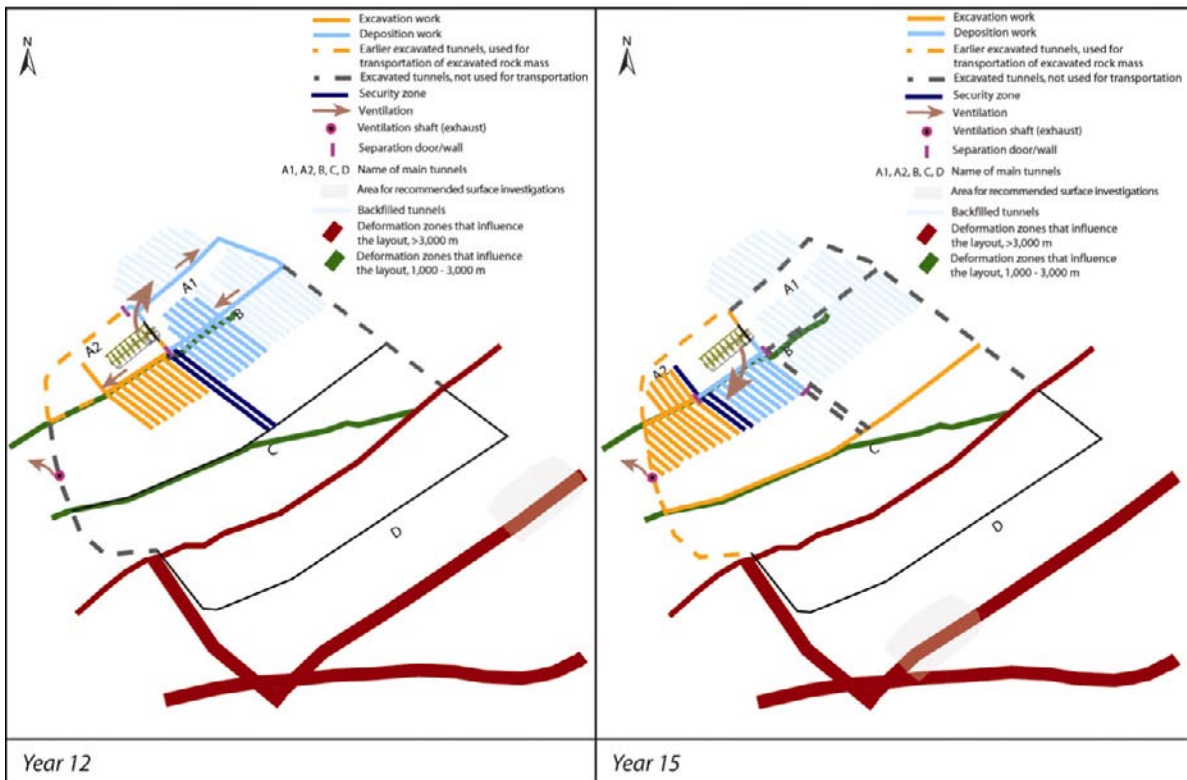 N
Excavation work
Deposition work
Earlier excavated tunnels, used for
transportation of excavated rock mass
Excavated tunnels, not used for transportation
Security zone
Ventilation
Ventilation shaft (exhaust)
Separation door/wall
A1, A2, B, C, D Name of main tunnels
Area for recommended surface investigations
Backfilled tunnels
Deformation zones that influence
the layout, >3,000 m
Deformation zones that influence
the layout, 1,000 - 3,000 m
A1
B
A2
C
D
Year 12
N
Excavation work
Deposition work
Earlier excavated tunnels, used for
transportation of excavated rock mass
Excavated tunnels, not used for transportation
Security zone
Ventilation
Ventilation shaft (exhaust)
Separation door/wall
A1, A2, B, C, D Name of main tunnels
Area for recommended surface investigations
Backfilled tunnels
Deformation zones that influence
the layout, >3,000 m
Deformation zones that influence
the layout, 1,000 - 3,000 m
A1
B
A2
C
D
Year 15